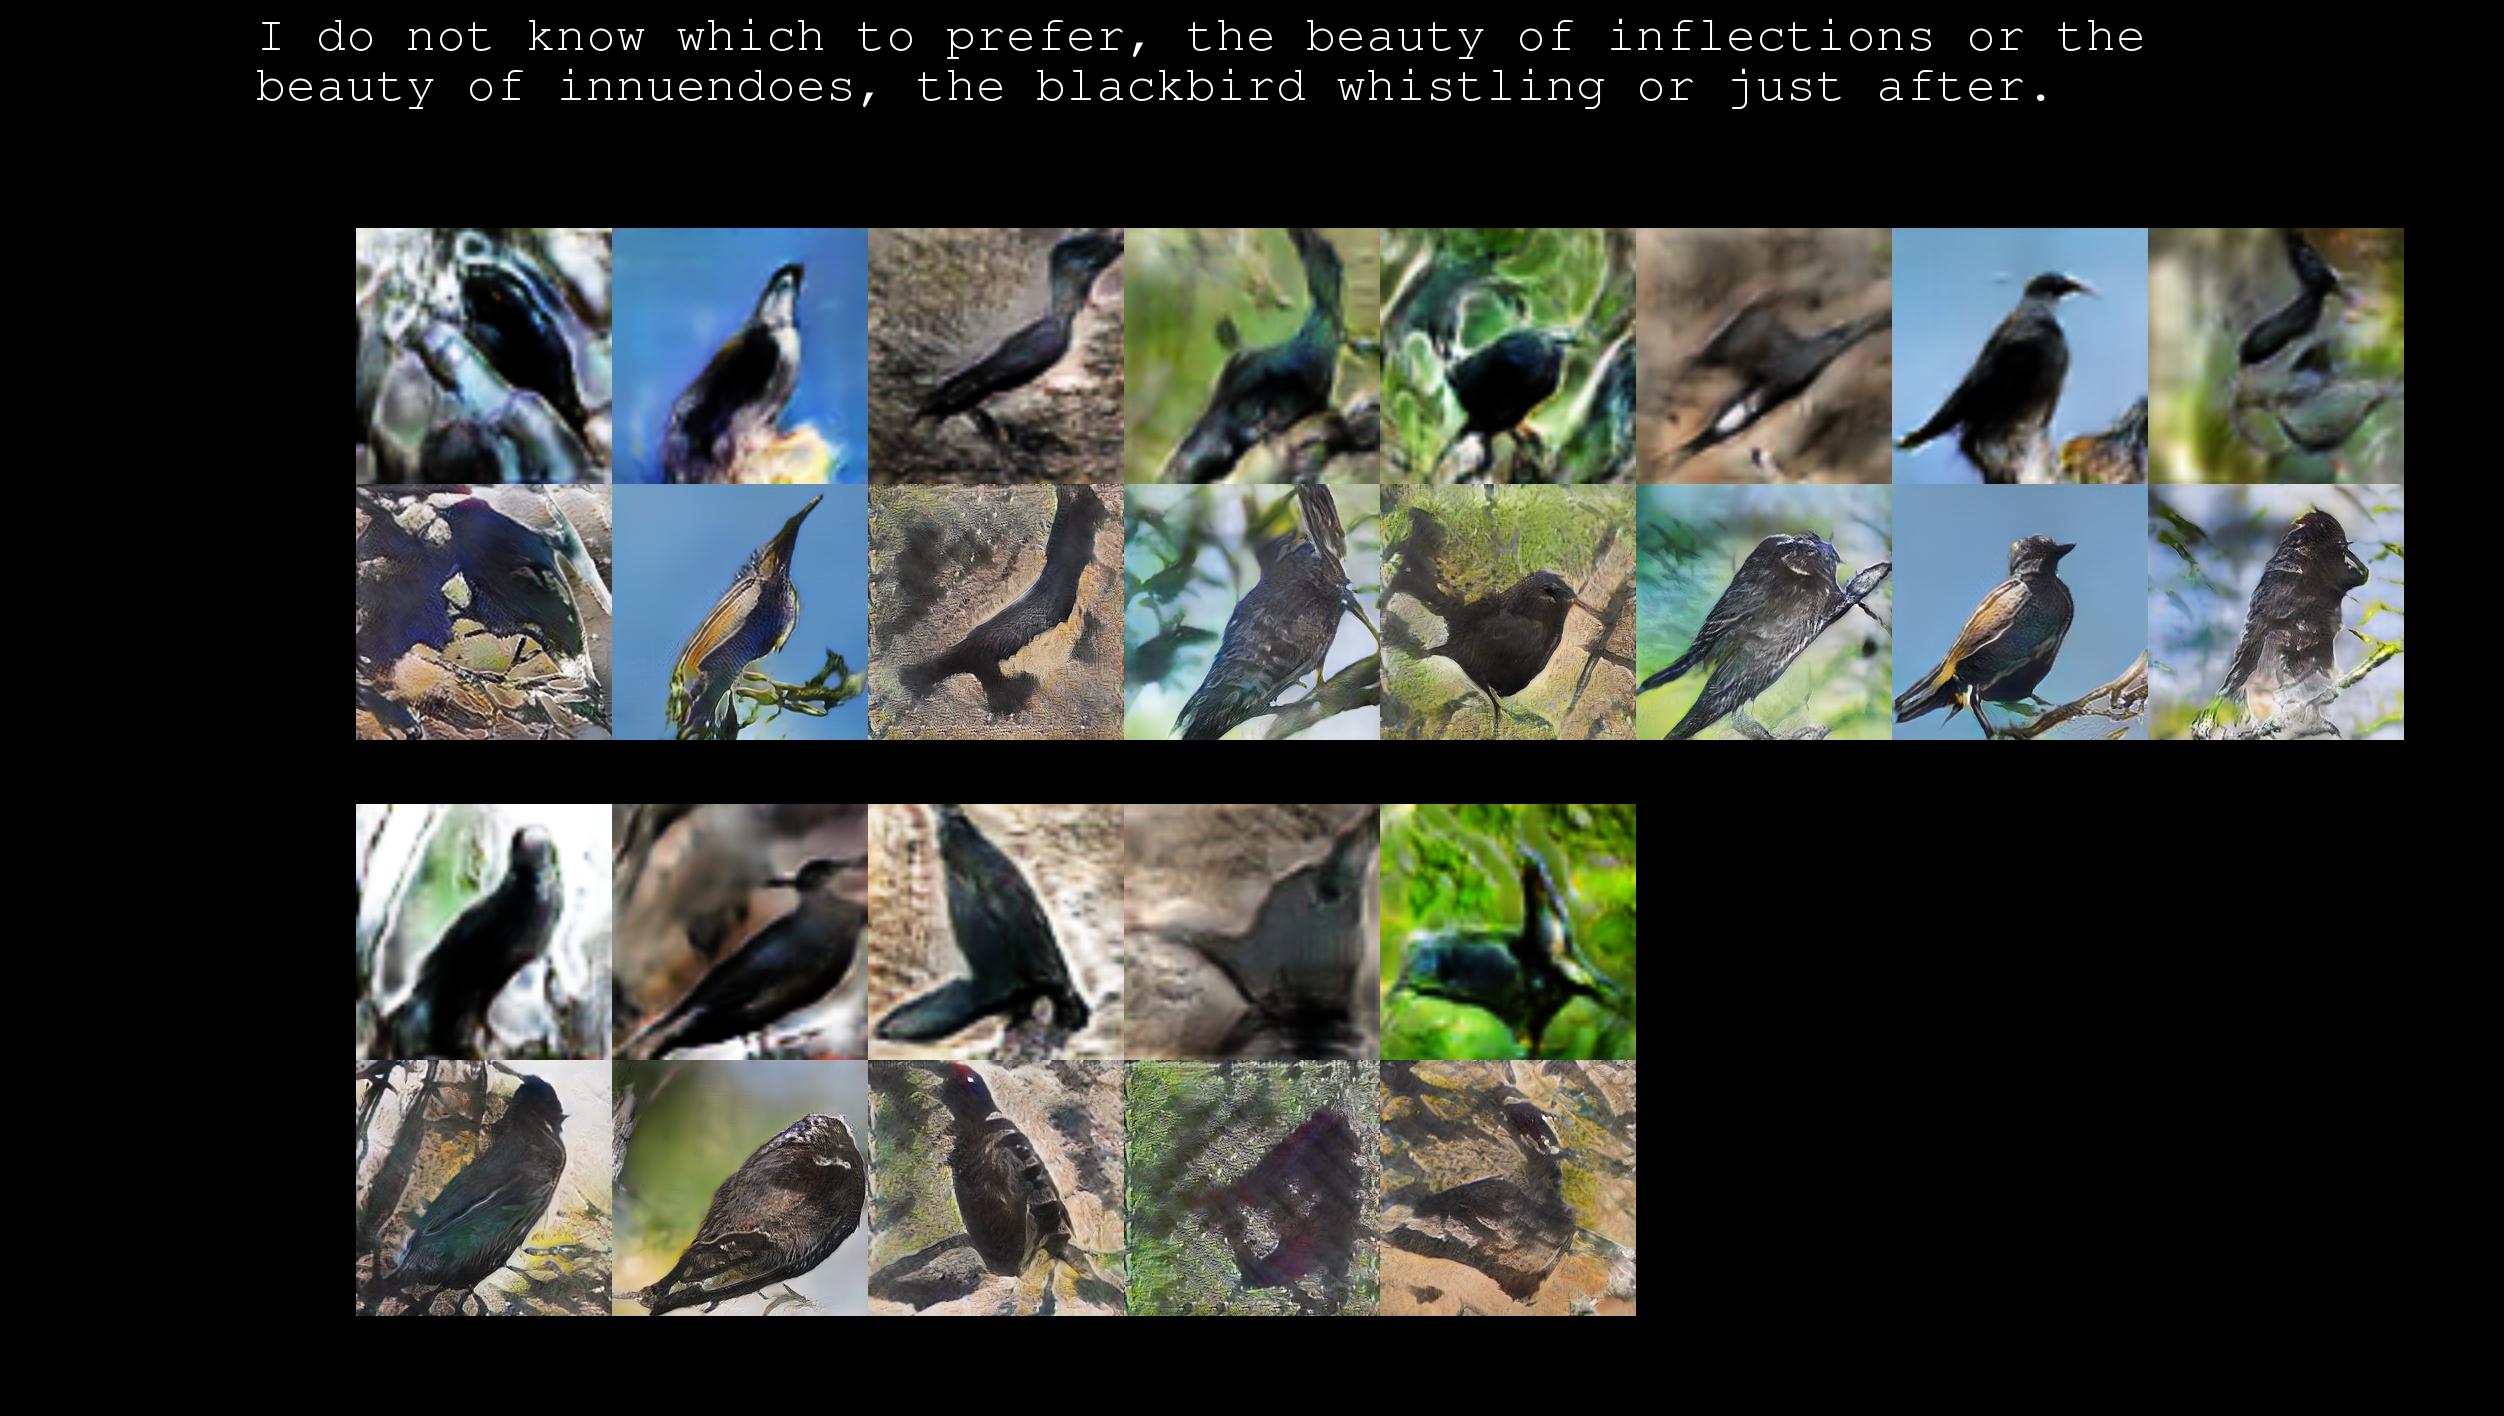 I do not know which to prefer, the beauty of inflections or the
beauty of innuendoes, the blackbird whistling or just after.